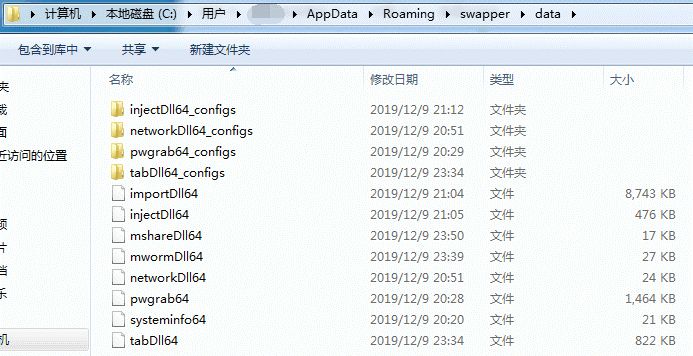 计算机 本地磁盘 (C:) 用户 AppData Roaming swapper data
包含到库中 共享 新建文件夹
名称 修改日期 类型 大小
夹
injectDll64_configs 2019/12/9 21:12 文件夹
载
networkDll64_configs 2019/12/9 20:51 文件夹
面
pwgrab64_configs 2019/12/9 20:29 文件夹
近访问的位置
tabDll64_configs 2019/12/9 23:34 文件夹
importDll64 2019/12/9 21:04 文件 8,743 KB
injectDll64 2019/12/9 21:05 文件 476 KB
频
mshareDll64 2019/12/9 23:50 文件 17 KB
片
mwormDll64 2019/12/9 23:39 文件 27 KB
档
networkDll64 2019/12/9 20:51 文件 24 KB
乐
pwgrab64 2019/12/9 20:28 文件 1,464 KB
systeminfo64 2019/12/9 20:20 文件 21 KB
机
tabDll64 2019/12/9 23:34 文件 822 KB